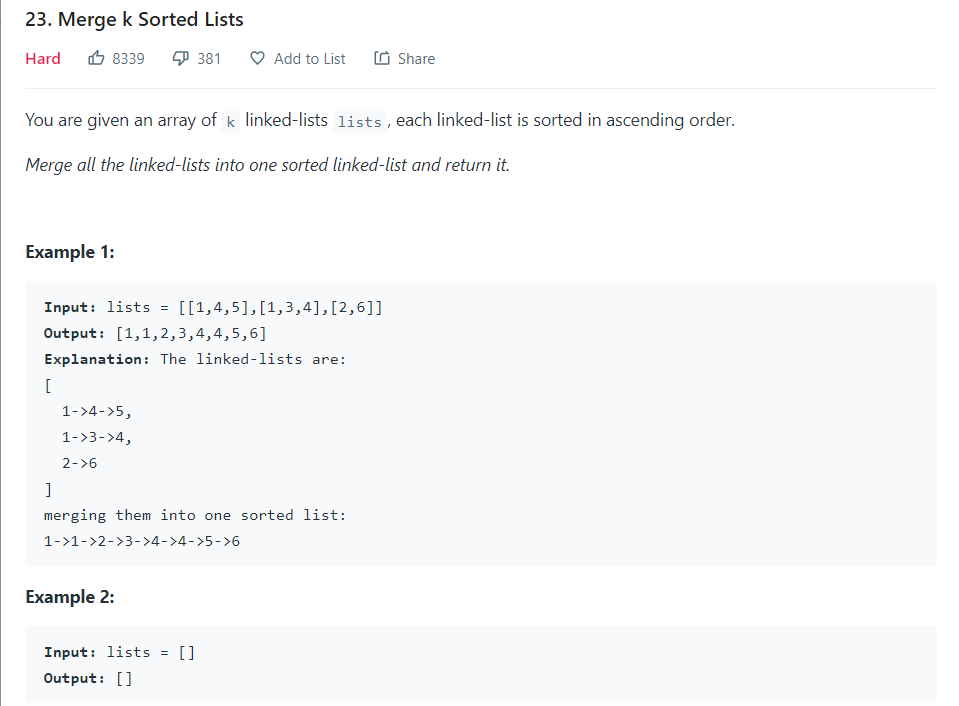 23. Merge k Sorted Lists
Hard 8339 381 Add to List Share
You are given an array of k linked-lists lists, each linked-list is sorted in ascending order.
Merge all the linked-lists into one sorted linked-list and return it.
Example 1:
Input: lists = [[1,4,5],[1,3,4],[2,6]]
Output: [1,1,2,3,4,4,5,6]
Explanation: The linked-lists are:
[
  1->4->5,
  1->3->4,
  2->6
]
merging them into one sorted list:
1->1->2->3->4->4->5->6
Example 2:
Input: lists = []
Output: []